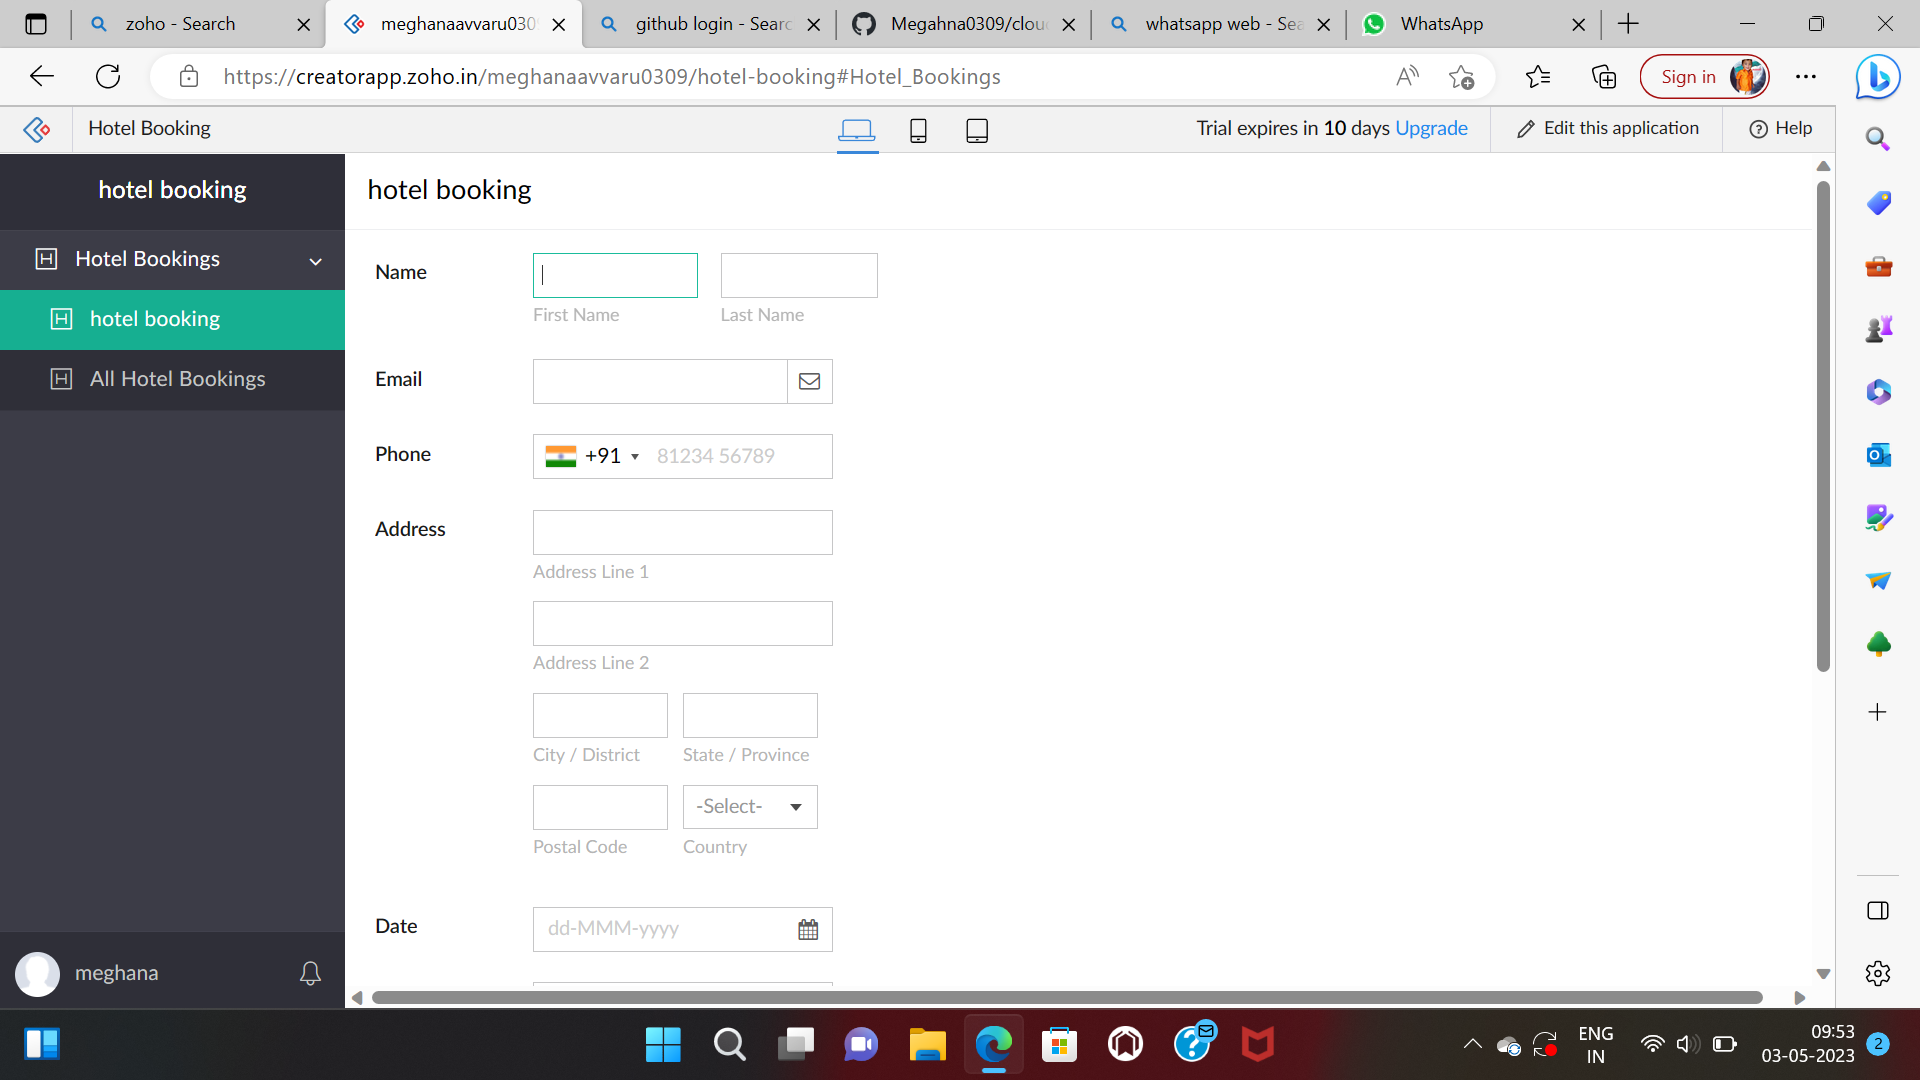 zoho - Search
meghanaavvaru030
github login - Searc
Megahna0309/clou
whatsapp web - Sea
WhatsApp
https://creatorapp.zoho.in/meghanaavvaru0309/hotel-booking#Hotel_Bookings
Sign in
Hotel Booking
Trial expires in 10 days Upgrade
Edit this application
Help
hotel booking
hotel booking
Hotel Bookings
hotel booking
All Hotel Bookings
Name
First Name
Last Name
Email
Phone
+91
81234 56789
Address
Address Line 1
Address Line 2
City / District
State / Province
-Select-
Postal Code
Country
Date
dd-MMM-yyyy
meghana
ENG
IN
09:53
03-05-2023
2